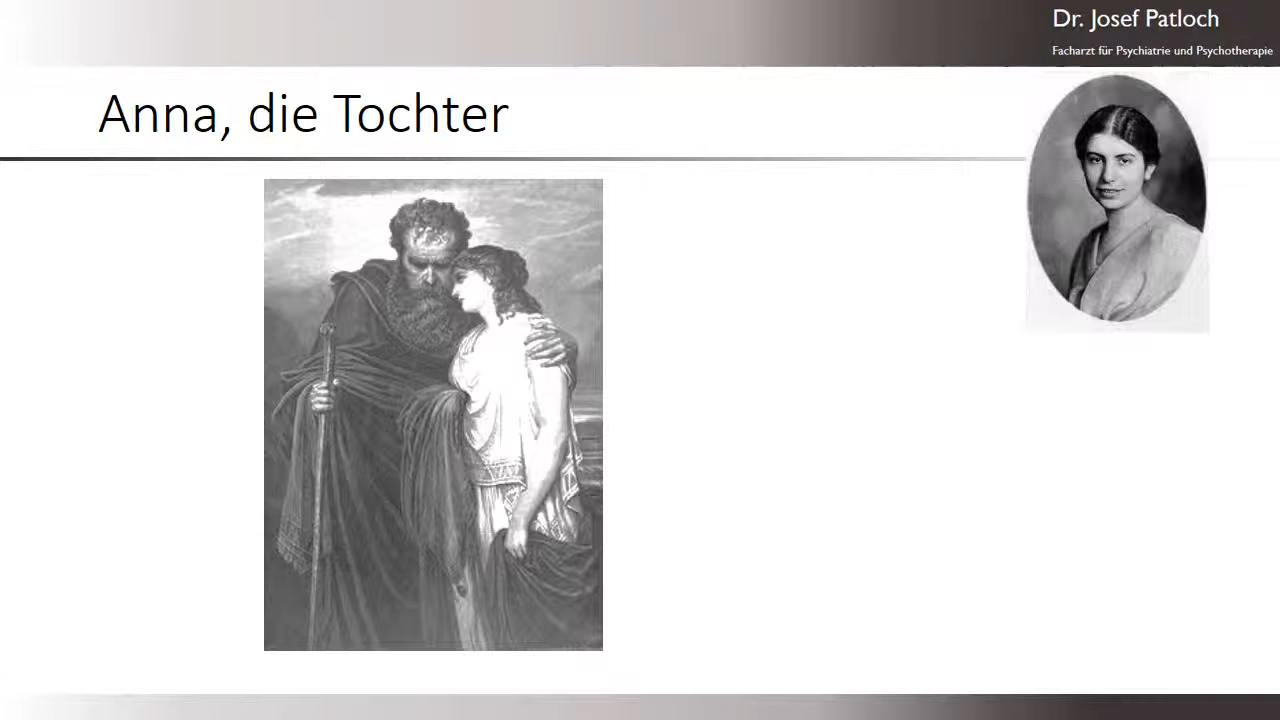 Dr. Josef Patloch
Facharzt für Psychiatrie und Psychotherapie
Anna, die Tochter